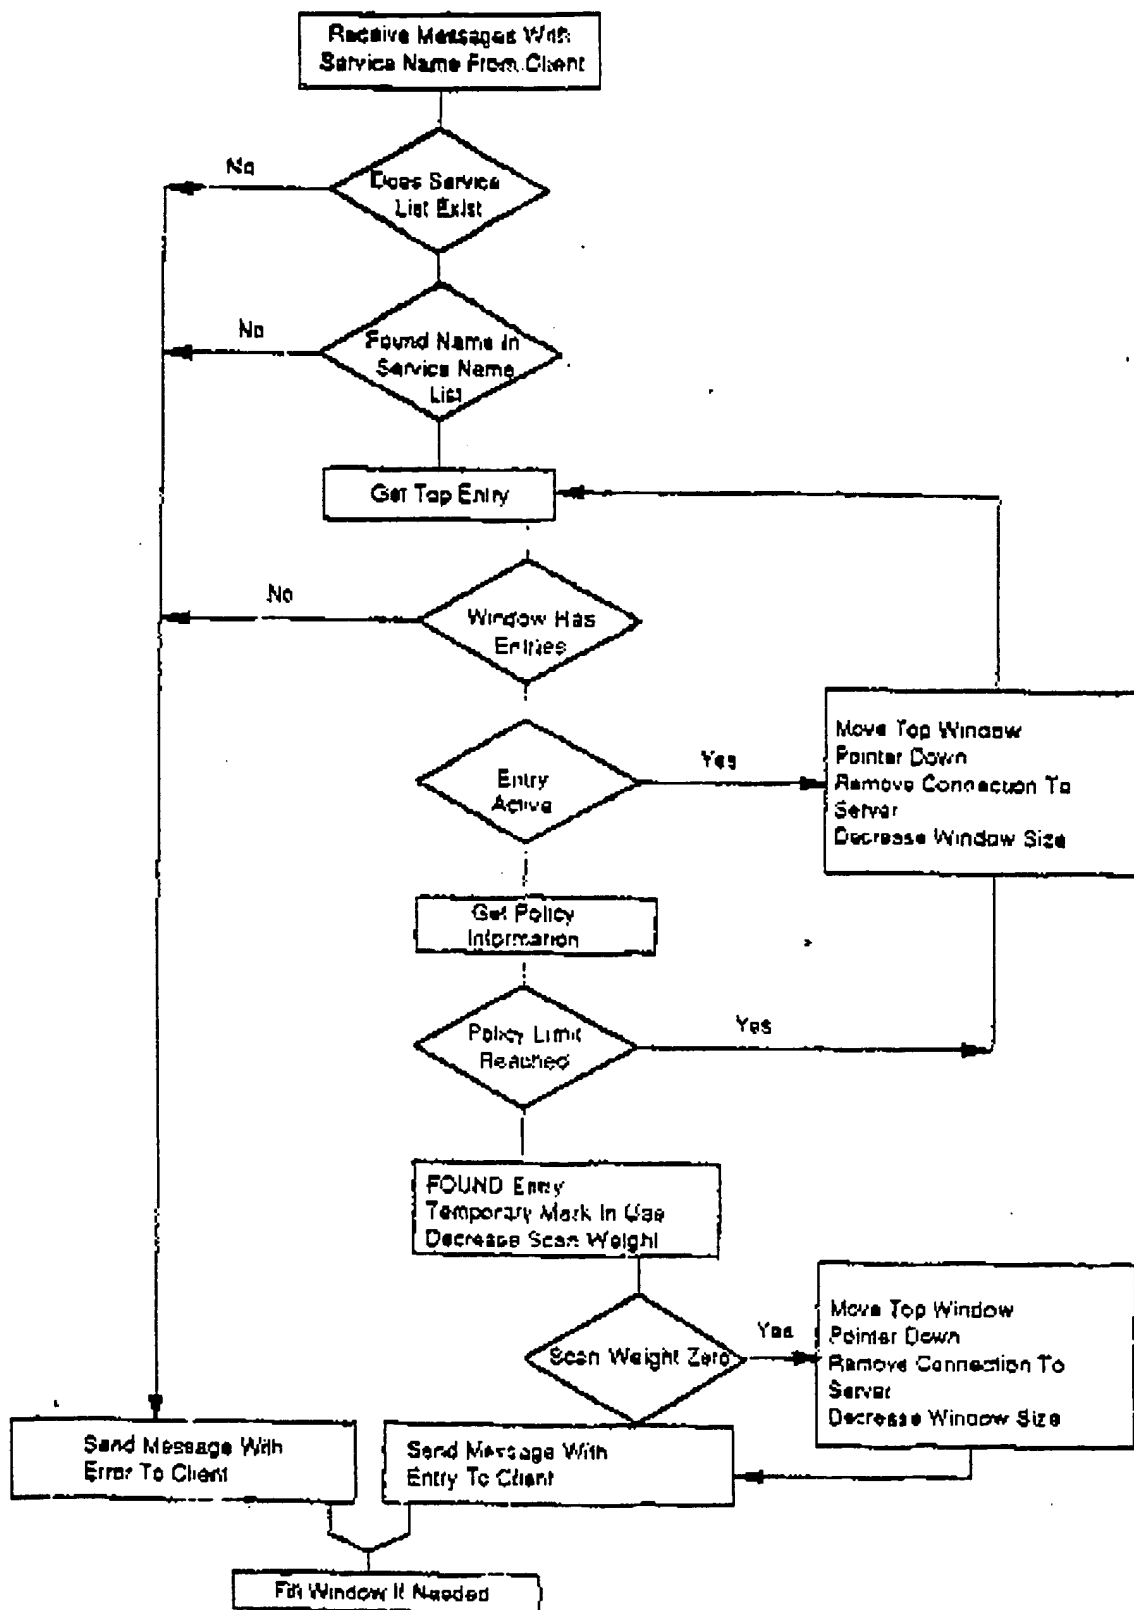 Receive Messages With
Service Name From Client
No
Does Service
List Exist
No
Found Name In
Service Name
List
Get Top Entry
No
Window Has
Entries
Move Top Window
Pointer Down
Remove Connection To
Server
Decrease Window Size
Yes
Entry
Active
Get Policy
Information
Policy Limit
Reached
Yes
FOUND Entry
Temporary Mark In Use
Decrease Scan Weight
Scan Weight Zero
Yes
Move Top Window
Pointer Down
Remove Connection To
Server
Decrease Window Size
Send Message With
Error To Client
Send Message With
Entry To Client
Fill Window If Needed